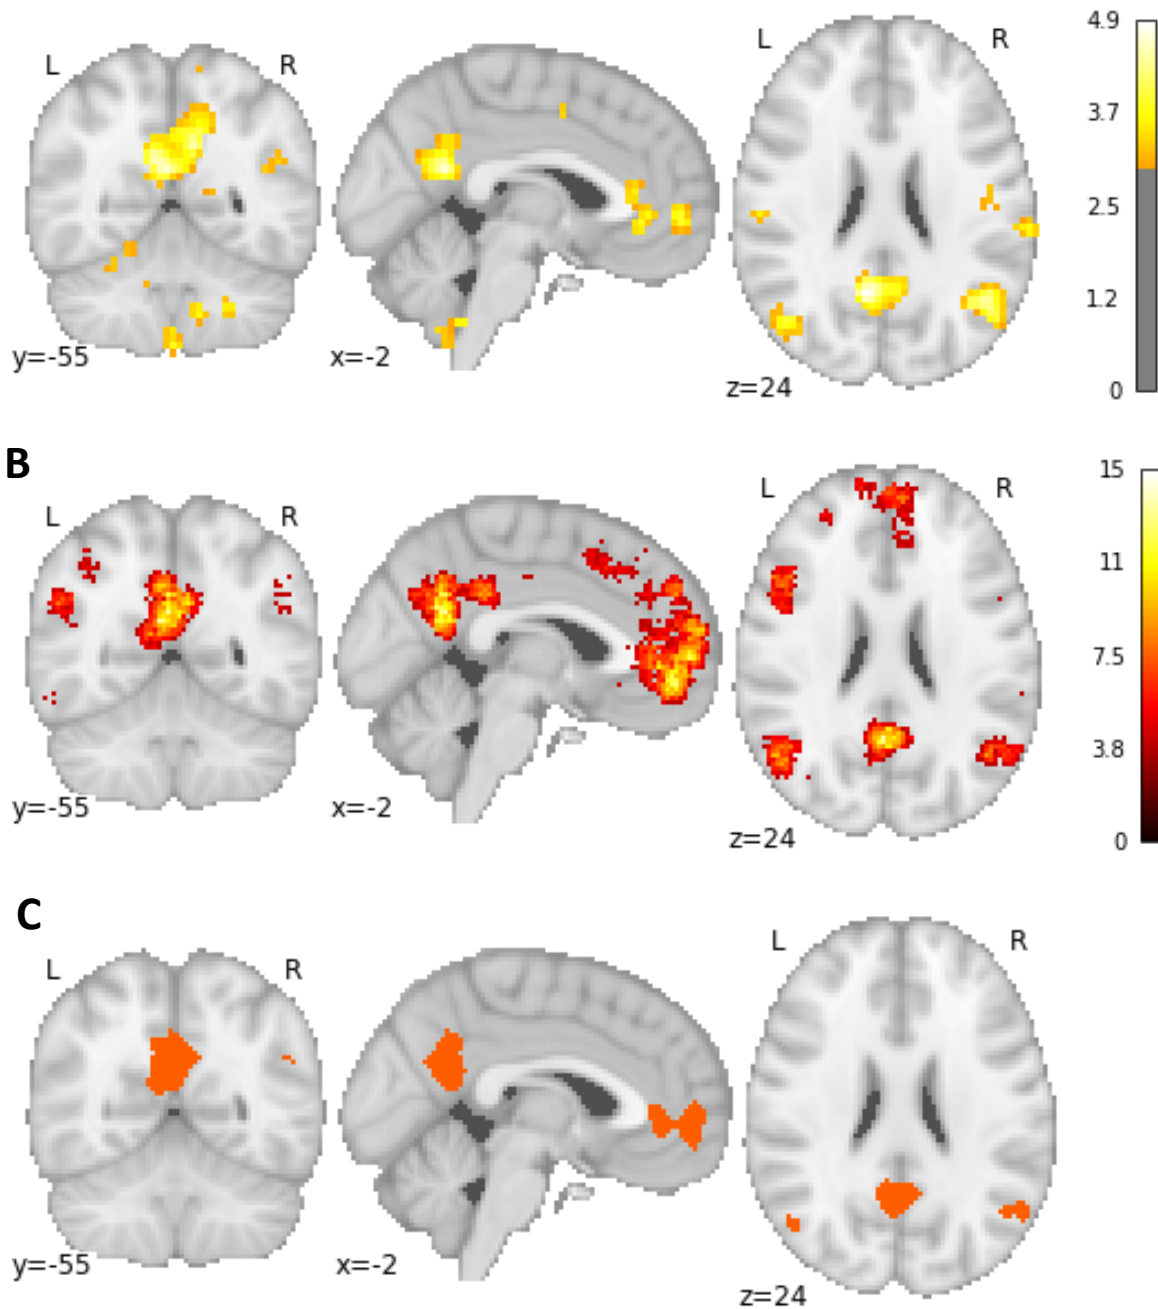 L R L R 4.9
3.7
2.5
1.2
0
y=-55 x=-2 z=24
B
L R L R 15
11
7.5
3.8
0
y=-55 x=-2 z=24
C
L R L R
y=-55 x=-2 z=24